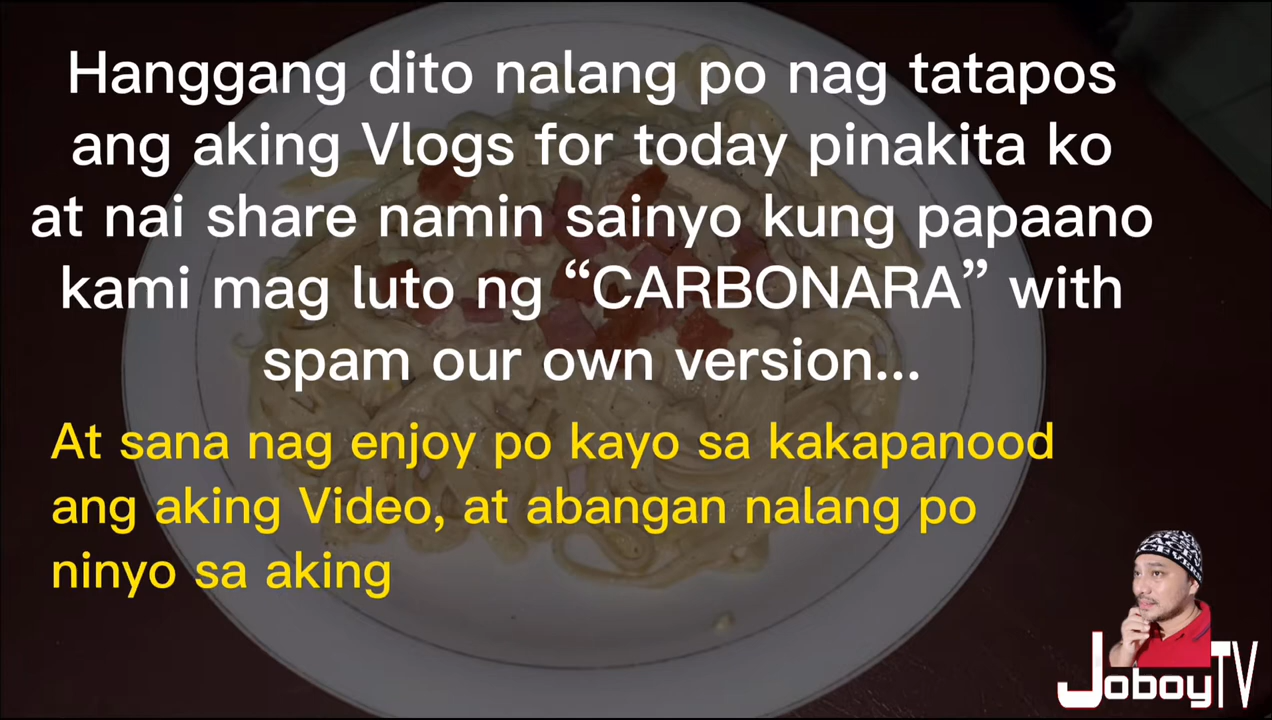 Hanggang dito nalang po nag tatapos
ang aking Vlogs for today pinakita ko
at nai share namin sainyo kung papaano
kami mag luto ng “CARBONARA” with
spam our own version...
At sana nag enjoy po kayo sa kakapanood
ang aking Video, at abangan nalang po
ninyo sa aking
JoboyTV